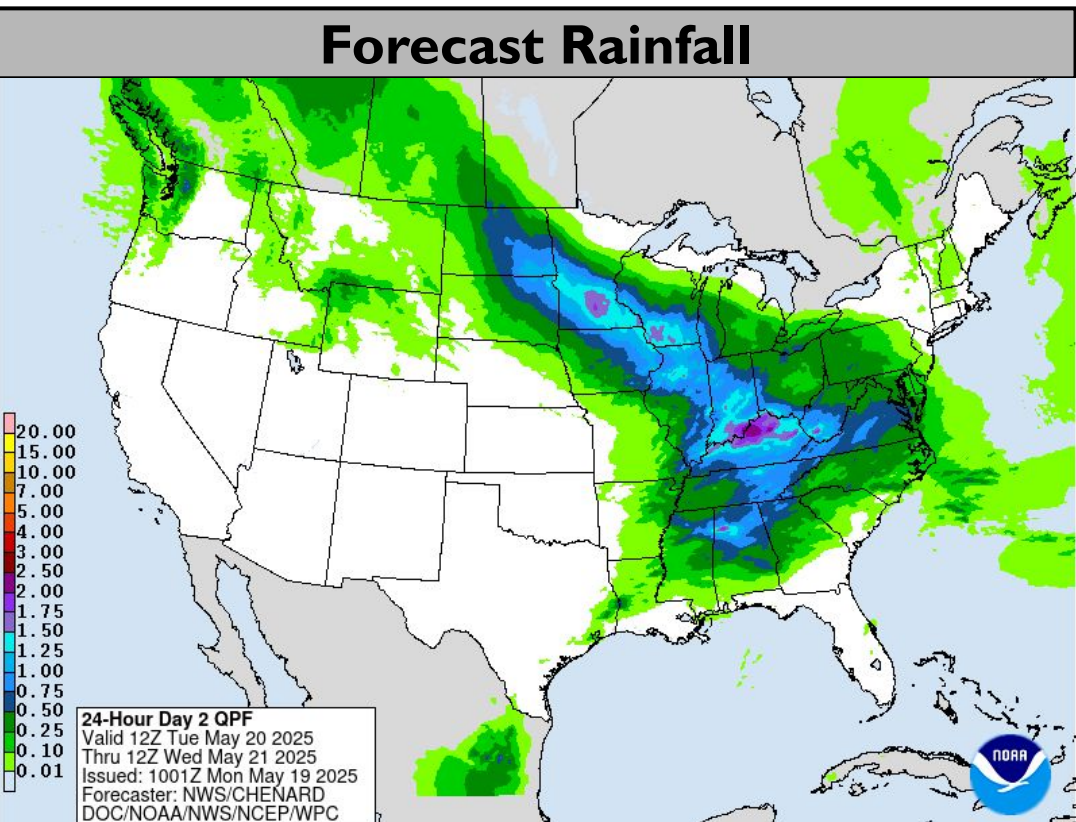 Forecast Rainfall
20.00
15.00
10.00
7.00
5.00
4.00
3.00
2.50
2.00
1.75
1.50
1.25
1.00
0.75
0.50
0.25
0.10
0.01
24-Hour Day 2 QPF
Valid 12Z Tue May 20 2025
Thru 12Z Wed May 21 2025
Issued: 1001Z Mon May 19 2025
Forecaster: NWS/CHENARD
DOC/NOAA/NWS/NCEP/WPC
NOAA